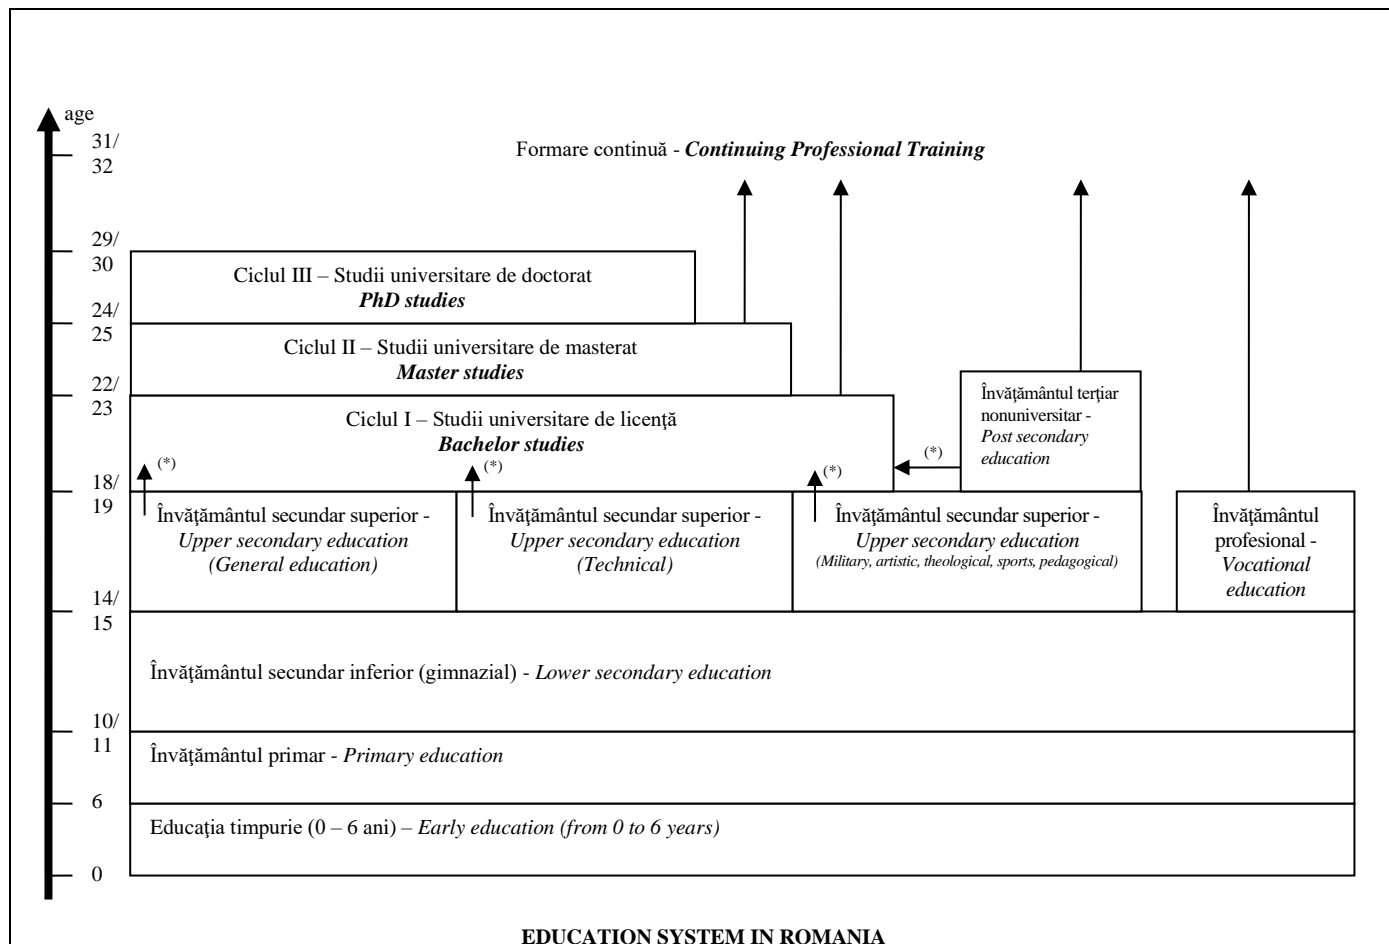 age
31/
32
Formare continuă - Continuing Professional Training
29/
30
Ciclul III – Studii universitare de doctorat
PhD studies
24/
25
Ciclul II – Studii universitare de masterat
Master studies
22/
23
Ciclul I – Studii universitare de licenţă
Bachelor studies
Învăţământul terţiar
nonuniversitar -
Post secondary
education
(*)
(*)
(*)
(*)
18/
19
Învăţământul secundar superior -
Upper secondary education
(General education)
Învăţământul secundar superior -
Upper secondary education
(Technical)
Învăţământul secundar superior -
Upper secondary education
(Military, artistic, theological, sports, pedagogical)
Învăţământul
profesional -
Vocational
education
14/
15
Învăţământul secundar inferior (gimnazial) - Lower secondary education
10/
11
Învăţământul primar - Primary education
6
Educaţia timpurie (0 – 6 ani) – Early education (from 0 to 6 years)
0
EDUCATION SYSTEM IN ROMANIA